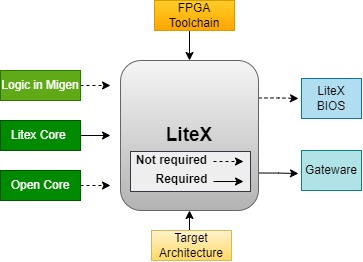 FPGA
Toolchain
Logic in Migen
LiteX
BIOS
Litex Core
LiteX
Not required
Required
Gateware
Open Core
Target
Architecture